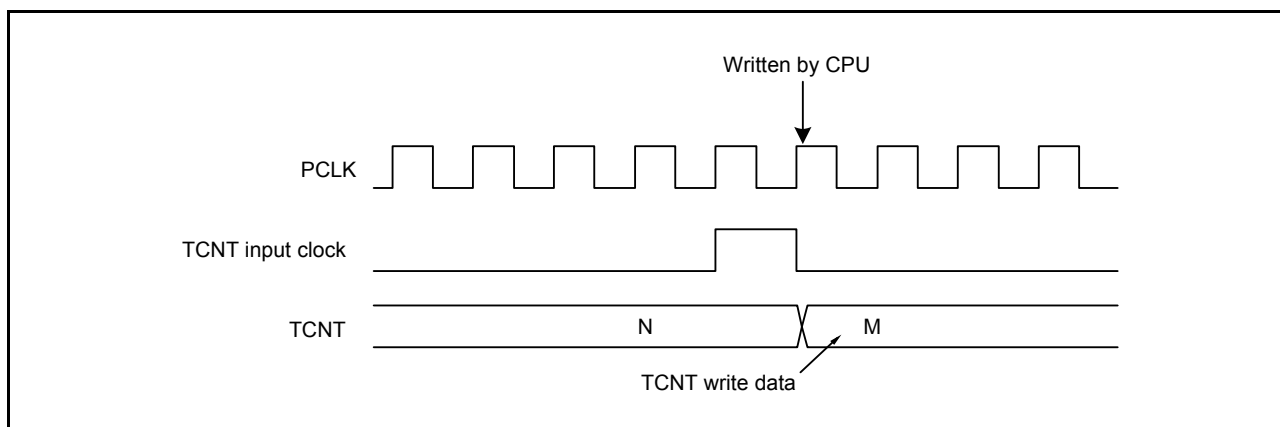 Written by CPU
PCLK
TCNT input clock
TCNT
N
M
TCNT write data